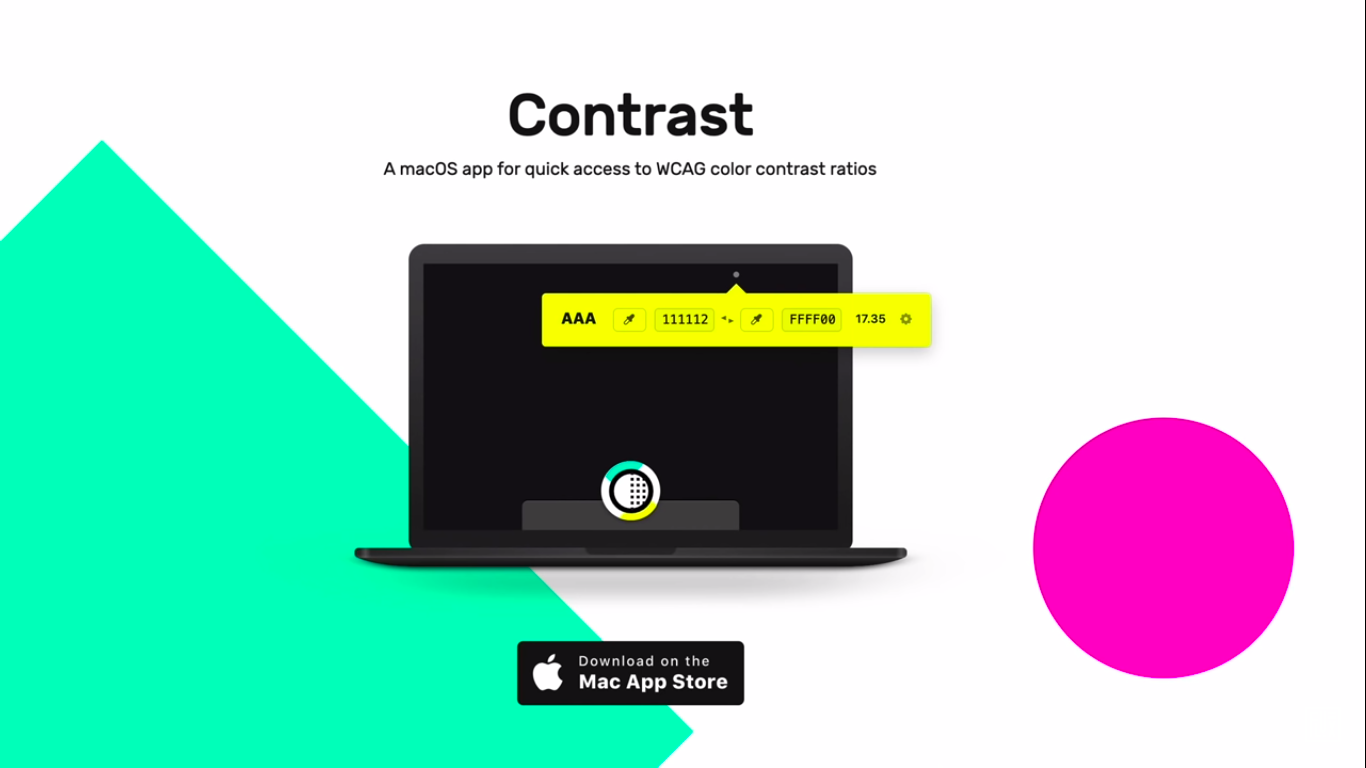 Contrast
A macOS app for quick access to WCAG color contrast ratios
AAA 111112 FFFF00 17.35
Download on the
Mac App Store